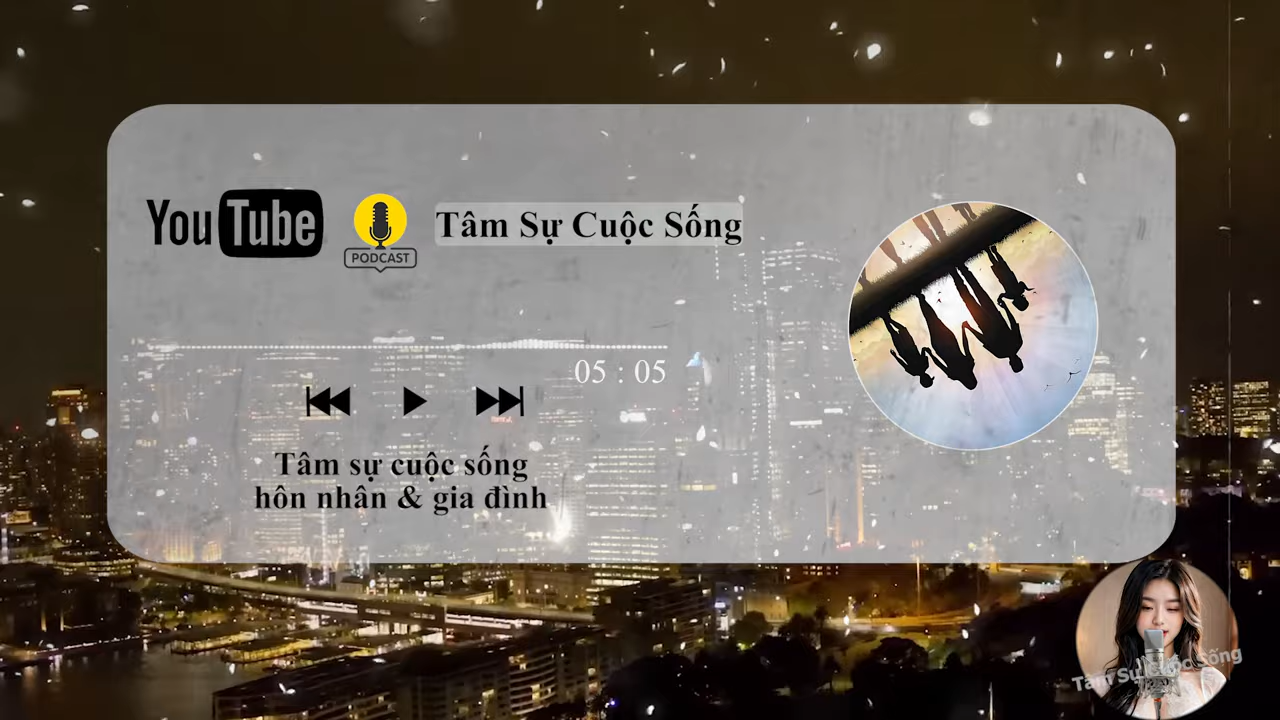 YouTube
PODCAST
Tâm Sự Cuộc Sống
05 : 05
Tâm sự cuộc sống
hôn nhân & gia đình
Tâm Sự Cuộc Sống